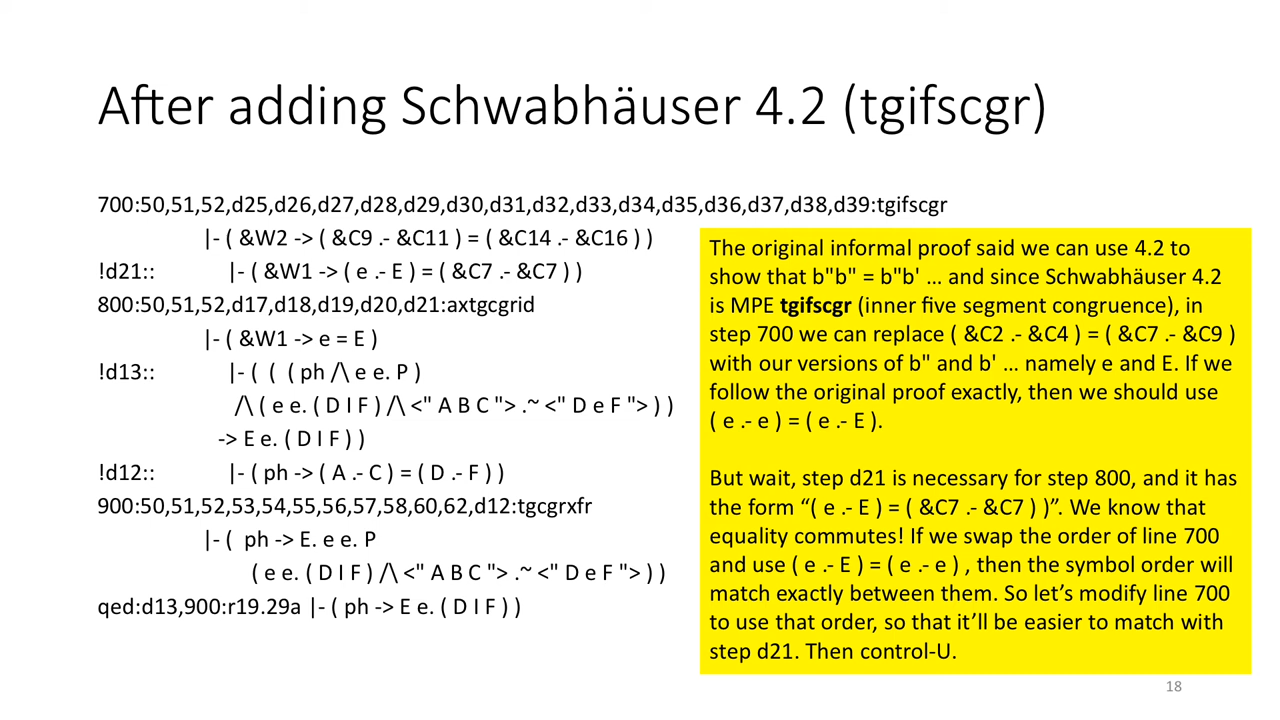 After adding Schwabhäuser 4.2 (tgifscgr)
700:50,51,52,d25,d26,d27,d28,d29,d30,d31,d32,d33,d34,d35,d36,d37,d38,d39:tgifscgr
|- ( &W2 -> ( &C9 .- &C11 ) = ( &C14 .- &C16 ) )
!d21:: |- ( &W1 -> ( e .- E ) = ( &C7 .- &C7 ) )
800:50,51,52,d17,d18,d19,d20,d21:axtgcgrid
|- ( &W1 -> e = E )
!d13:: |- ( ( ( ph /\ e e. P )
/\ ( e e. ( D I F ) /\ <" A B C "> .~ <" D e F "> ) )
-> E e. ( D I F ) )
!d12:: |- ( ph -> ( A .- C ) = ( D .- F ) )
900:50,51,52,53,54,55,56,57,58,60,62,d12:tgcgrxfr
|- ( ph -> E. e e. P
( e e. ( D I F ) /\ <" A B C "> .~ <" D e F "> ) )
qed:d13,900:r19.29a |- ( ph -> E e. ( D I F ) )
The original informal proof said we can use 4.2 to
show that b"b" = b"b' … and since Schwabhäuser 4.2
is MPE tgifscgr (inner five segment congruence), in
step 700 we can replace ( &C2 .- &C4 ) = ( &C7 .- &C9 )
with our versions of b" and b' … namely e and E. If we
follow the original proof exactly, then we should use
( e .- e ) = ( e .- E ).
But wait, step d21 is necessary for step 800, and it has
the form “( e .- E ) = ( &C7 .- &C7 ) )”. We know that
equality commutes! If we swap the order of line 700
and use ( e .- E ) = ( e .- e ) , then the symbol order will
match exactly between them. So let’s modify line 700
to use that order, so that it’ll be easier to match with
step d21. Then control-U.
18